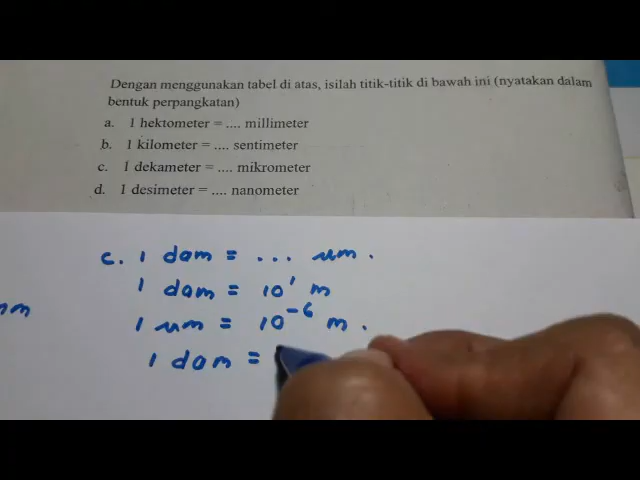 Dengan menggunakan tabel di atas, isilah titik-titik di bawah ini (nyatakan dalam
bentuk perpangkatan)
a. 1 hektometer = .... millimeter
b. 1 kilometer = .... sentimeter
c. 1 dekameter = .... mikrometer
d. 1 desimeter = .... nanometer
c. 1 dam = ... um.
1 dam = 10¹ m
1 um = 10⁻⁶ m.
1 dam =